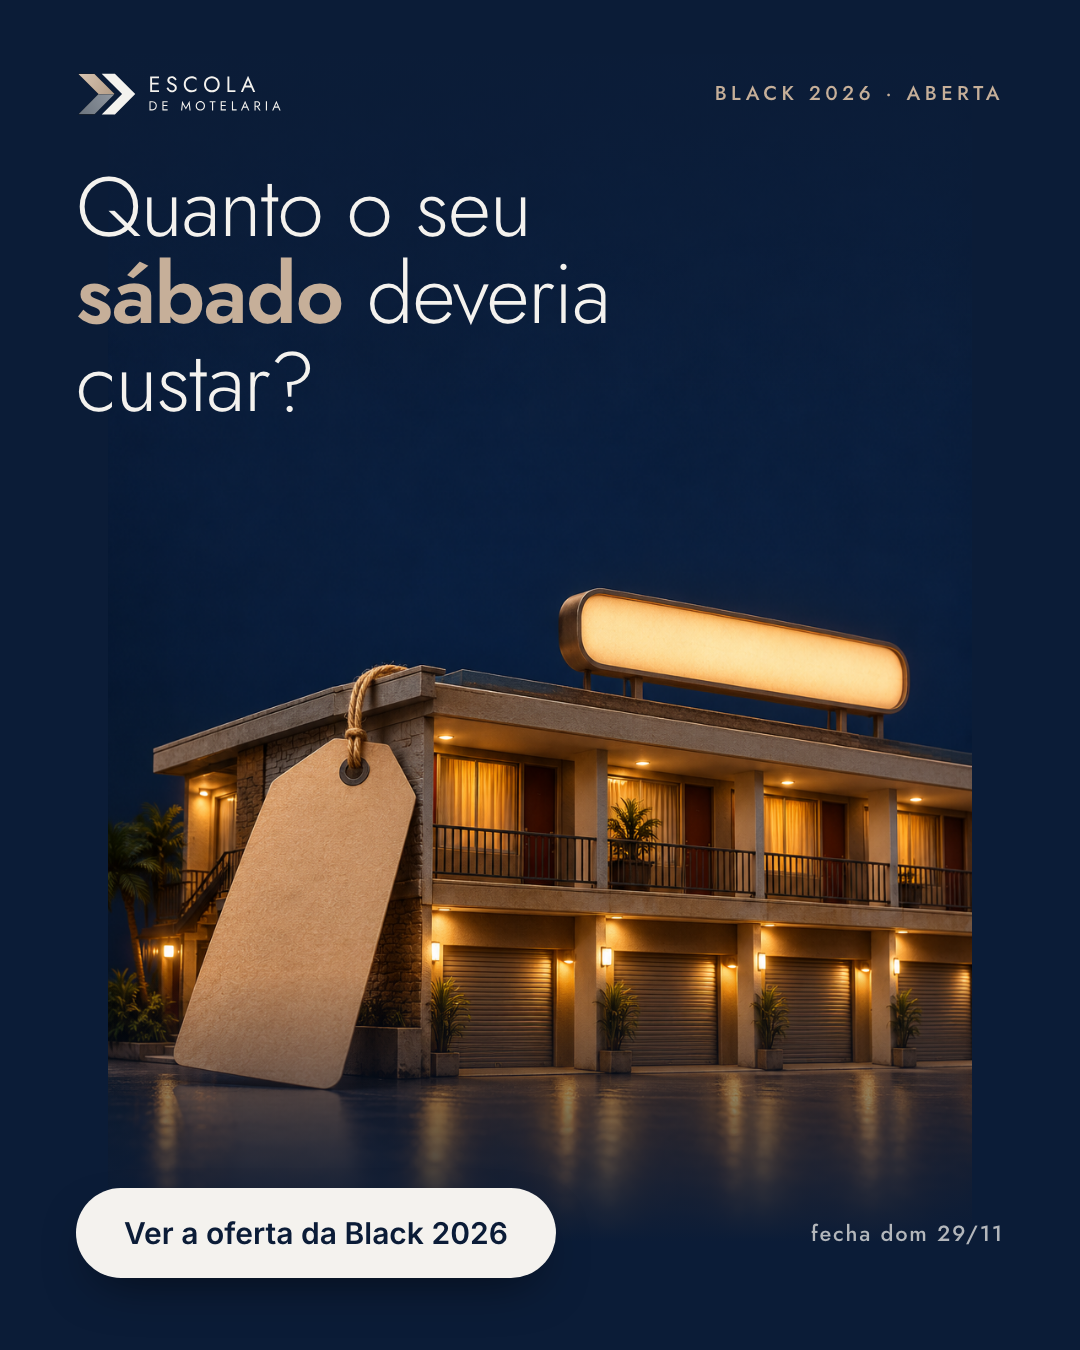 ESCOLA
DE MOTELARIA
BLACK 2026 · ABERTA
Quanto o seu
sábado deveria
custar?
Ver a oferta da Black 2026
fecha dom 29/11